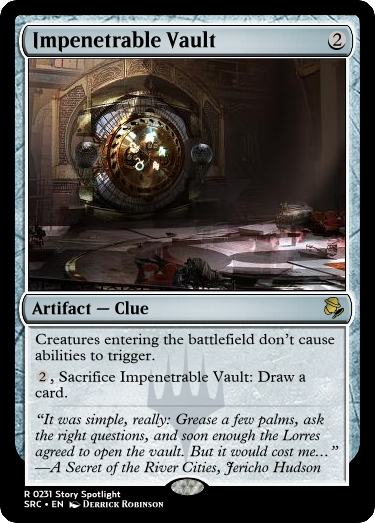 Impenetrable Vault 2
Artifact — Clue
Creatures entering the battlefield don't cause
abilities to trigger.
2, Sacrifice Impenetrable Vault: Draw a
card.
"It was simple, really: Grease a few palms, ask
the right questions, and soon enough the Lorres
agreed to open the vault. But it would cost me..."
—A Secret of the River Cities, Jericho Hudson
R 0231 Story Spotlight
SRC • EN Derrick Robinson